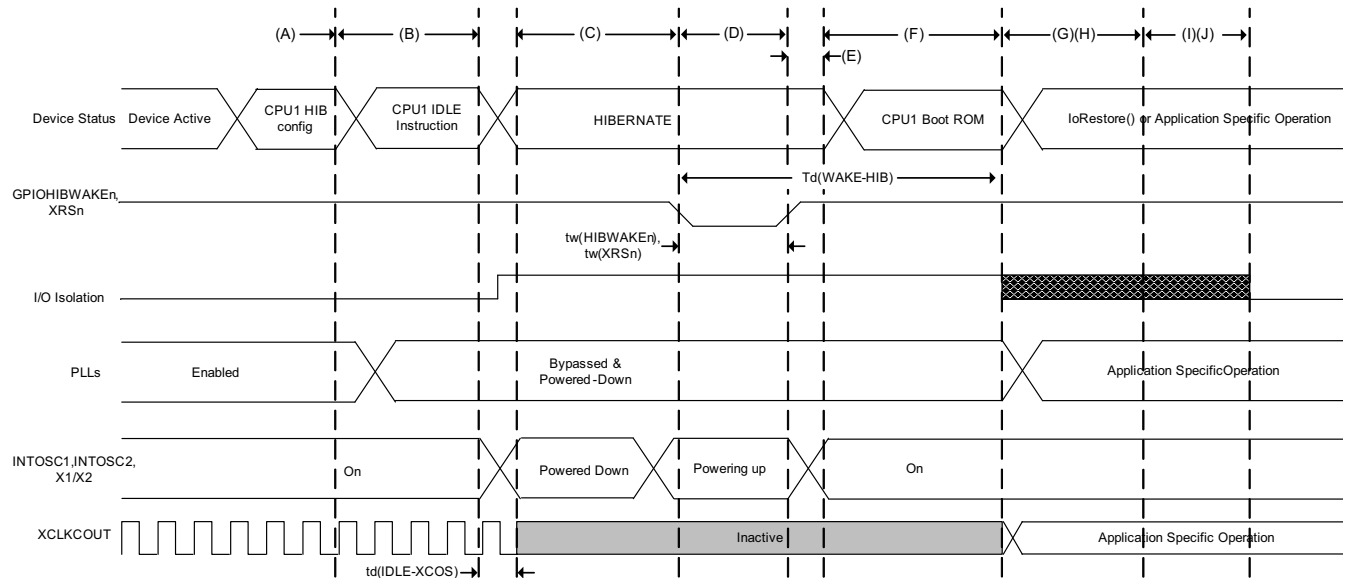 (A) (B) (C) (D) (F) (G)(H) (I)(J)
(E)
Device Status Device Active CPU1 HIB config CPU1 IDLE Instruction HIBERNATE CPU1 Boot ROM IoRestore() or Application Specific Operation
Td(WAKE-HIB)
GPIOHIBWAKEn,
XRSn
tw(HIBWAKEn),
tw(XRSn)
I/O Isolation
PLLs Enabled Bypassed & Powered-Down Application SpecificOperation
INTOSC1,INTOSC2,
X1/X2
On Powered Down Powering up On
XCLKCOUT Inactive Application Specific Operation
td(IDLE-XCOS)